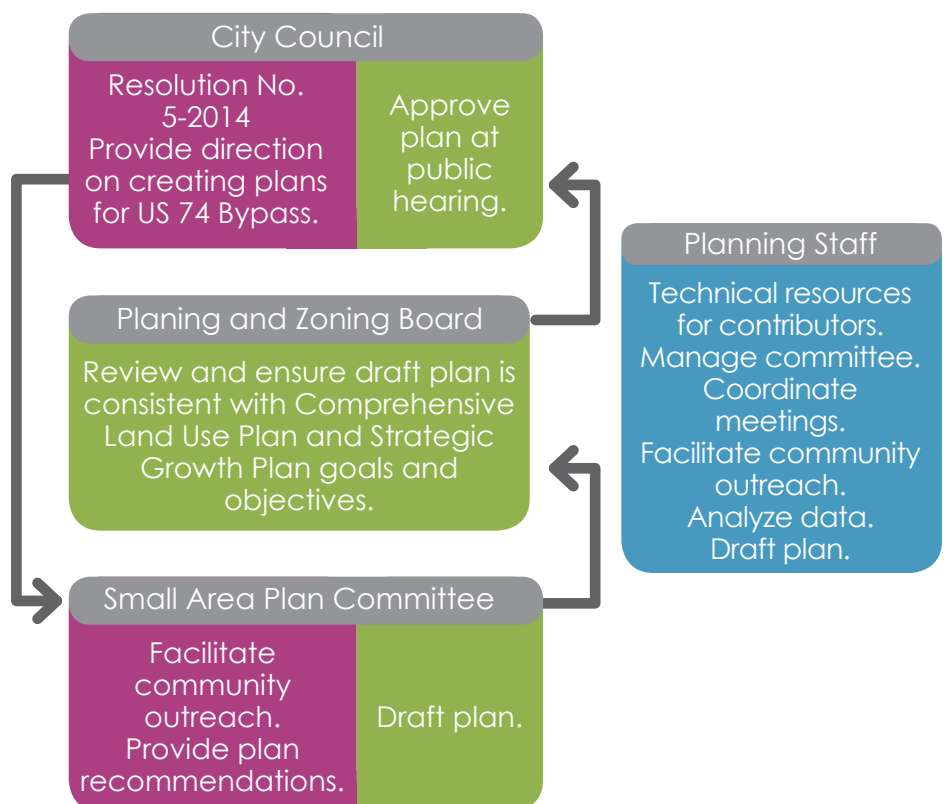 City Council
Resolution No.
5-2014
Provide direction
on creating plans
for US 74 Bypass.
Approve
plan at
public
hearing.
Planing and Zoning Board
Review and ensure draft plan is
consistent with Comprehensive
Land Use Plan and Strategic
Growth Plan goals and
objectives.
Small Area Plan Committee
Facilitate
community
outreach.
Provide plan
recommendations.
Draft plan.
Planning Staff
Technical resources
for contributors.
Manage committee.
Coordinate
meetings.
Facilitate community
outreach.
Analyze data.
Draft plan.